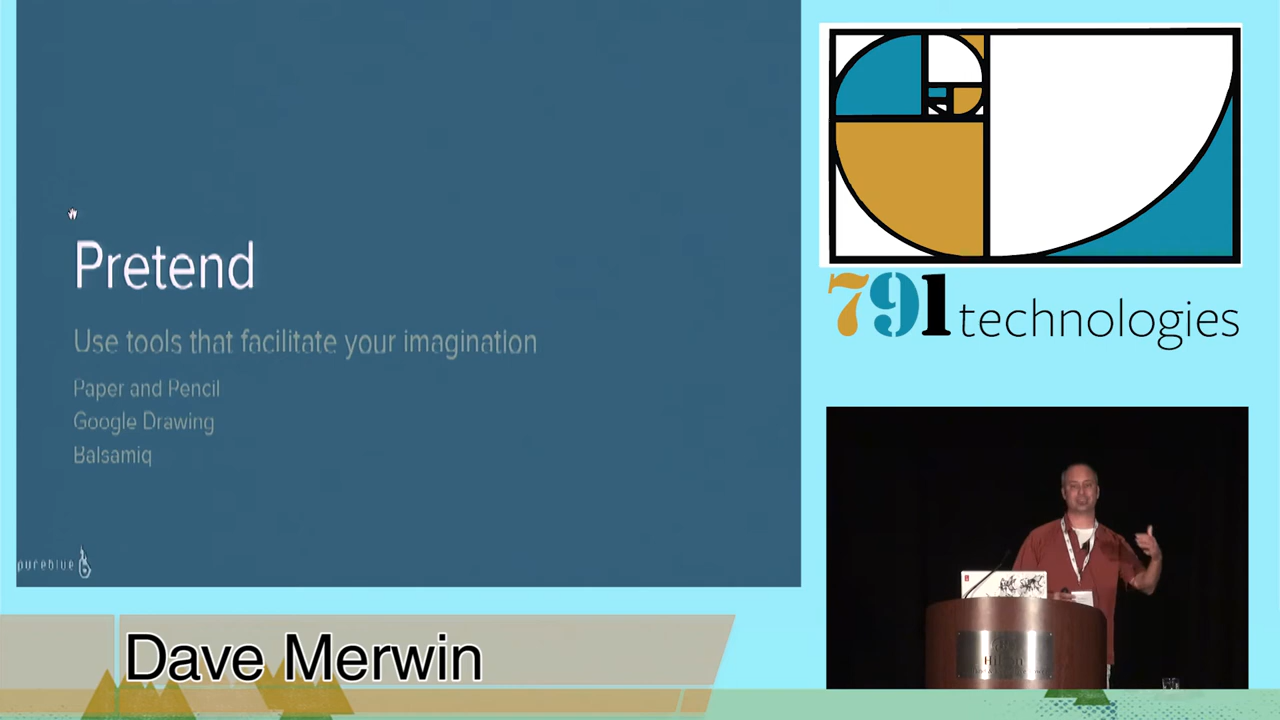 Pretend
Use tools that facilitate your imagination
Paper and Pencil
Google Drawing
Balsamiq
pureblue
791 technologies
Dave Merwin